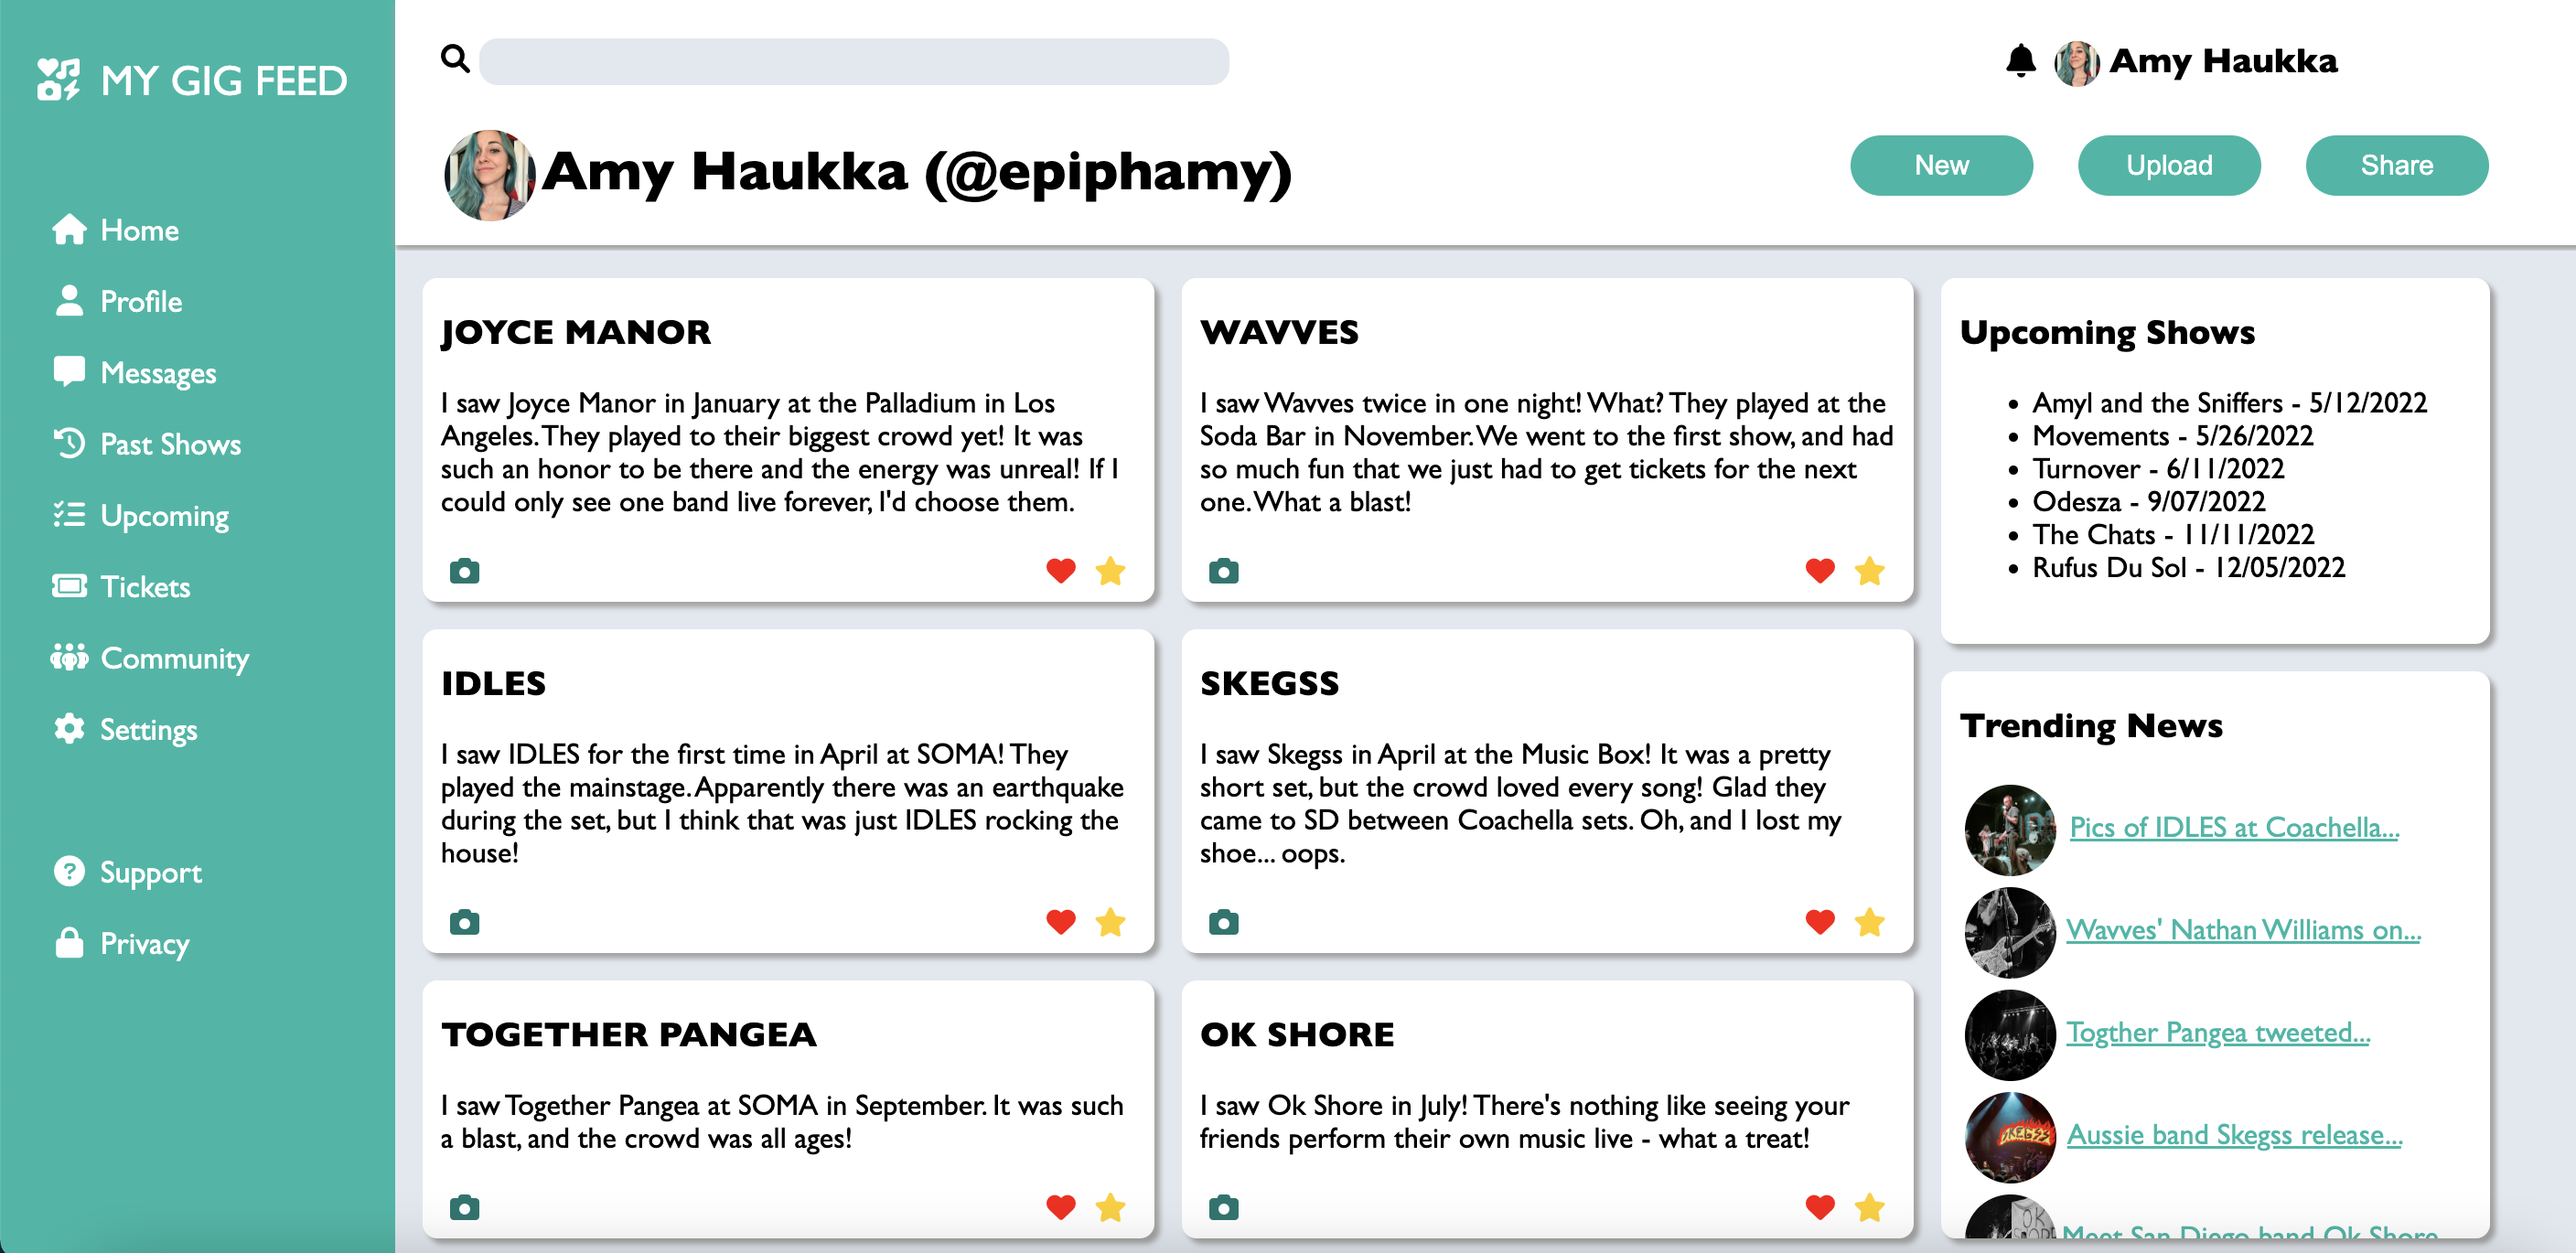 MY GIG FEED
Home
Profile
Messages
Past Shows
Upcoming
Tickets
Community
Settings
Support
Privacy
Amy Haukka
Amy Haukka (@epiphamy)
New
Upload
Share
JOYCE MANOR
I saw Joyce Manor in January at the Palladium in Los
Angeles. They played to their biggest crowd yet! It was
such an honor to be there and the energy was unreal! If I
could only see one band live forever, I'd choose them.
WAVVES
I saw Wavves twice in one night! What? They played at the
Soda Bar in November. We went to the first show, and had
so much fun that we just had to get tickets for the next
one. What a blast!
IDLES
I saw IDLES for the first time in April at SOMA! They
played the mainstage. Apparently there was an earthquake
during the set, but I think that was just IDLES rocking the
house!
SKEGSS
I saw Skegss in April at the Music Box! It was a pretty
short set, but the crowd loved every song! Glad they
came to SD between Coachella sets. Oh, and I lost my
shoe... oops.
TOGETHER PANGEA
I saw Together Pangea at SOMA in September. It was such
a blast, and the crowd was all ages!
OK SHORE
I saw Ok Shore in July! There's nothing like seeing your
friends perform their own music live - what a treat!
Upcoming Shows
Amyl and the Sniffers - 5/12/2022
Movements - 5/26/2022
Turnover - 6/11/2022
Odesza - 9/07/2022
The Chats - 11/11/2022
Rufus Du Sol - 12/05/2022
Trending News
Pics of IDLES at Coachella...
Wavves' Nathan Williams on...
Togther Pangea tweeted...
SKEGSS
Aussie band Skegss release...
OK
Meet San Diego band Ok Shore